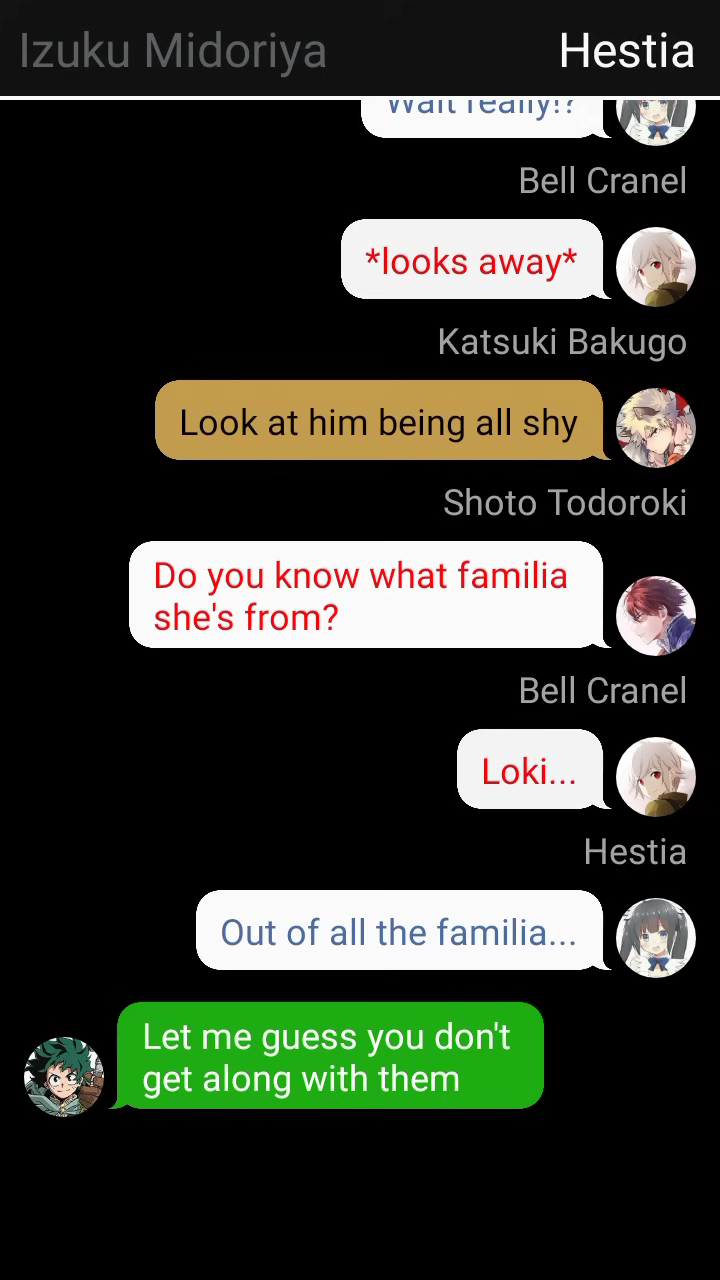 Izuku Midoriya
Hestia
Wait really!?
Bell Cranel
*looks away*
Katsuki Bakugo
Look at him being all shy
Shoto Todoroki
Do you know what familia
she's from?
Bell Cranel
Loki...
Hestia
Out of all the familia...
Let me guess you don't
get along with them